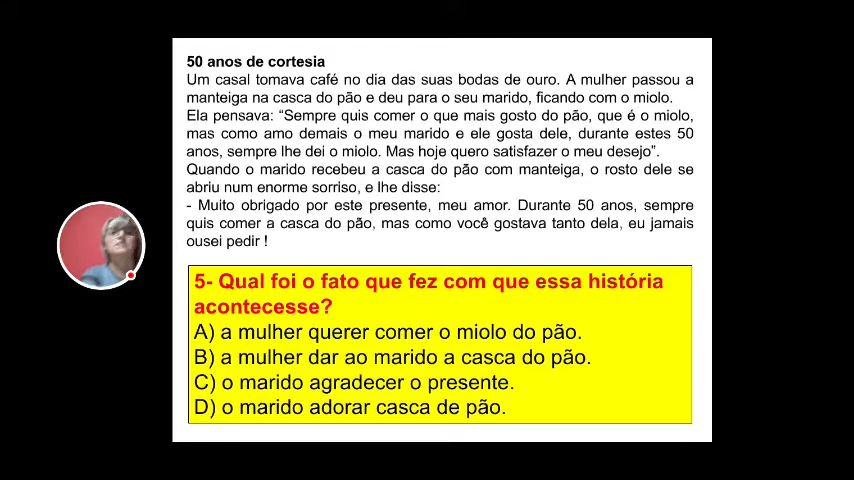 50 anos de cortesia
Um casal tomava café no dia das suas bodas de ouro. A mulher passou a
manteiga na casca do pão e deu para o seu marido, ficando com o miolo.
Ela pensava: “Sempre quis comer o que mais gosto do pão, que é o miolo,
mas como amo demais o meu marido e ele gosta dele, durante estes 50
anos, sempre lhe dei o miolo. Mas hoje quero satisfazer o meu desejo”.
Quando o marido recebeu a casca do pão com manteiga, o rosto dele se
abriu num enorme sorriso, e lhe disse:
- Muito obrigado por este presente, meu amor. Durante 50 anos, sempre
quis comer a casca do pão, mas como você gostava tanto dela, eu jamais
ousei pedir !
5- Qual foi o fato que fez com que essa história
acontecesse?
A) a mulher querer comer o miolo do pão.
B) a mulher dar ao marido a casca do pão.
C) o marido agradecer o presente.
D) o marido adorar casca de pão.